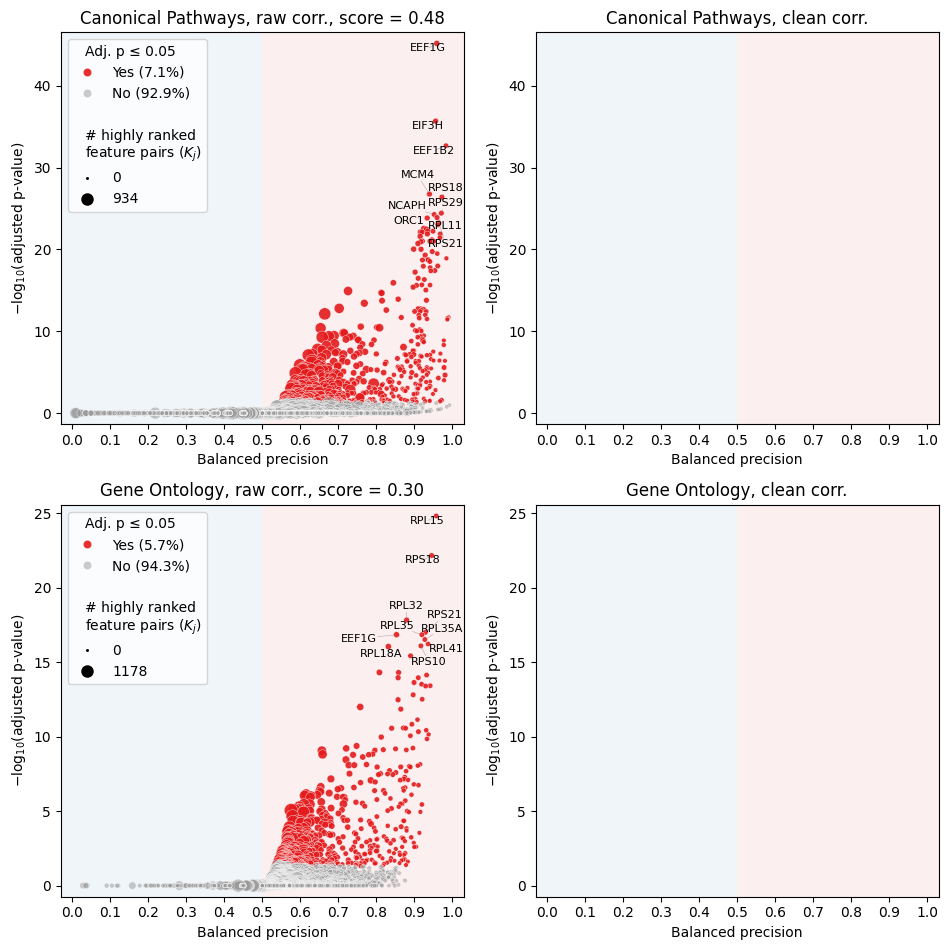 Canonical Pathways, raw corr., score = 0.48
Adj. p ≤ 0.05
Yes (7.1%)
No (92.9%)
# highly ranked
feature pairs (Kj)
0
934
EEF1G
EIF3H
EEF1B2
MCM4
RPS18
RPS29
NCAPH
ORC1
RPL11
RPS21
−log10(adjusted p-value)
40
30
20
10
0
0.0 0.1 0.2 0.3 0.4 0.5 0.6 0.7 0.8 0.9 1.0
Balanced precision
Canonical Pathways, clean corr.
−log10(adjusted p-value)
40
30
20
10
0
0.0 0.1 0.2 0.3 0.4 0.5 0.6 0.7 0.8 0.9 1.0
Balanced precision
Gene Ontology, raw corr., score = 0.30
Adj. p ≤ 0.05
Yes (5.7%)
No (94.3%)
# highly ranked
feature pairs (Kj)
0
1178
RPL15
RPS18
RPL32
RPS21
RPL35
RPL35A
EEF1G
RPL41
RPL18A
RPS10
−log10(adjusted p-value)
25
20
15
10
5
0
0.0 0.1 0.2 0.3 0.4 0.5 0.6 0.7 0.8 0.9 1.0
Balanced precision
Gene Ontology, clean corr.
−log10(adjusted p-value)
25
20
15
10
5
0
0.0 0.1 0.2 0.3 0.4 0.5 0.6 0.7 0.8 0.9 1.0
Balanced precision